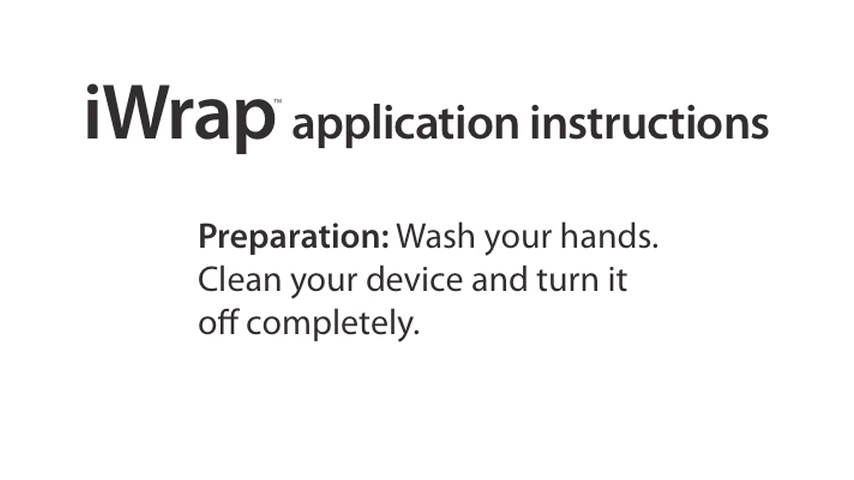 iWrap™ application instructions
Preparation: Wash your hands.
Clean your device and turn it
off completely.